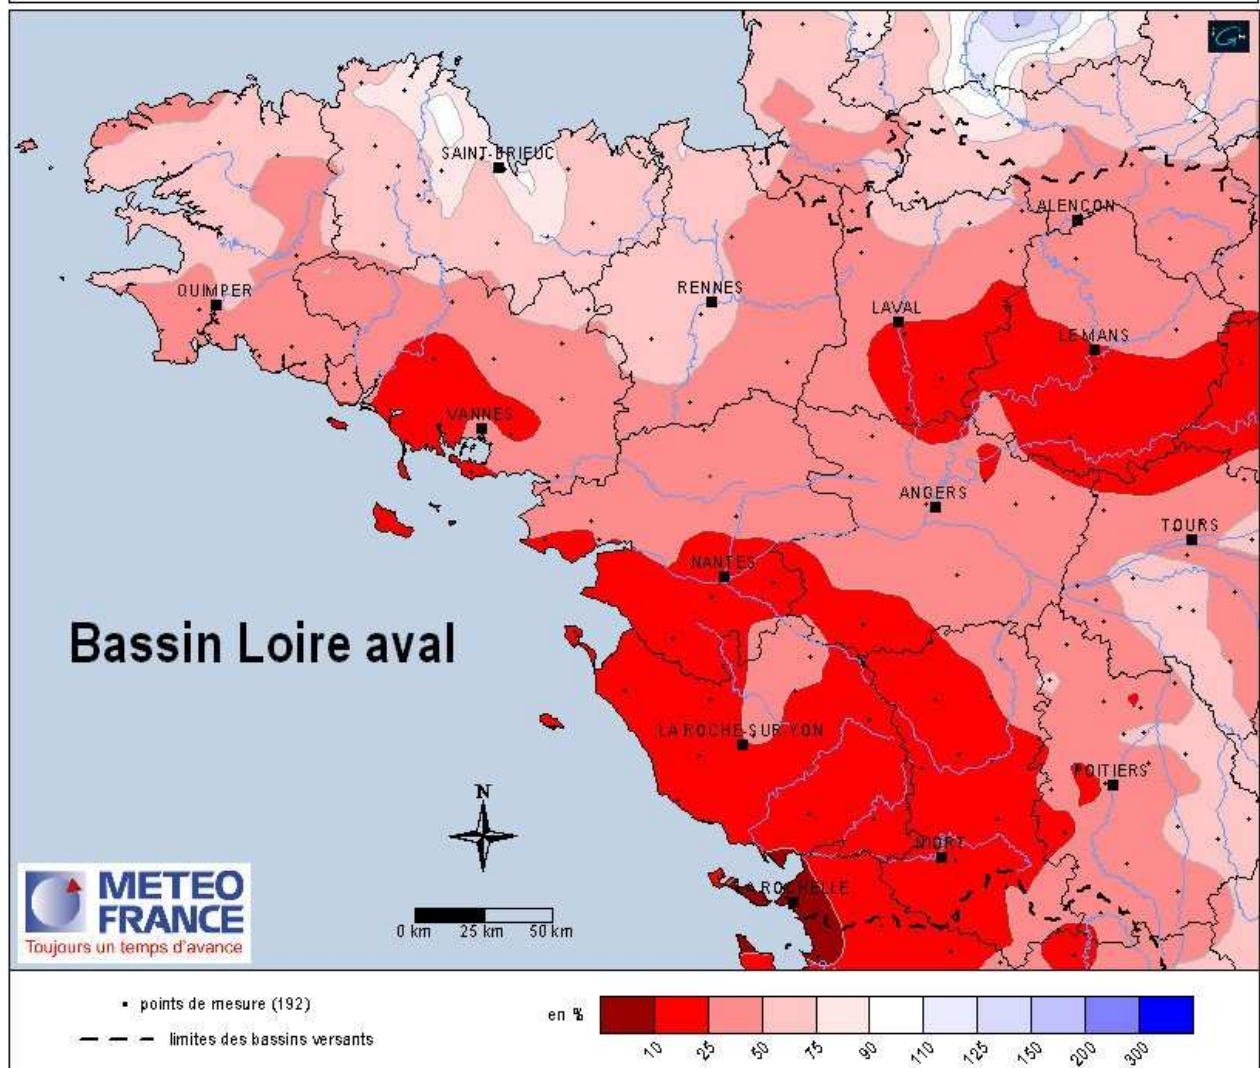 SAINT-BRIEUC
ALENÇON
QUIMPER
RENNES
LAVAL
LE MANS
VANNES
ANGERS
TOURS
NANTES
Bassin Loire aval
LA ROCHE-SUR-YON
POITIERS
N
NIORT
LA ROCHELLE
METEO
FRANCE
Toujours un temps d'avance
0 km 25 km 50 km
points de mesure (192)
limites des bassins versants
en %
10 25 50 75 90 110 125 150 200 300